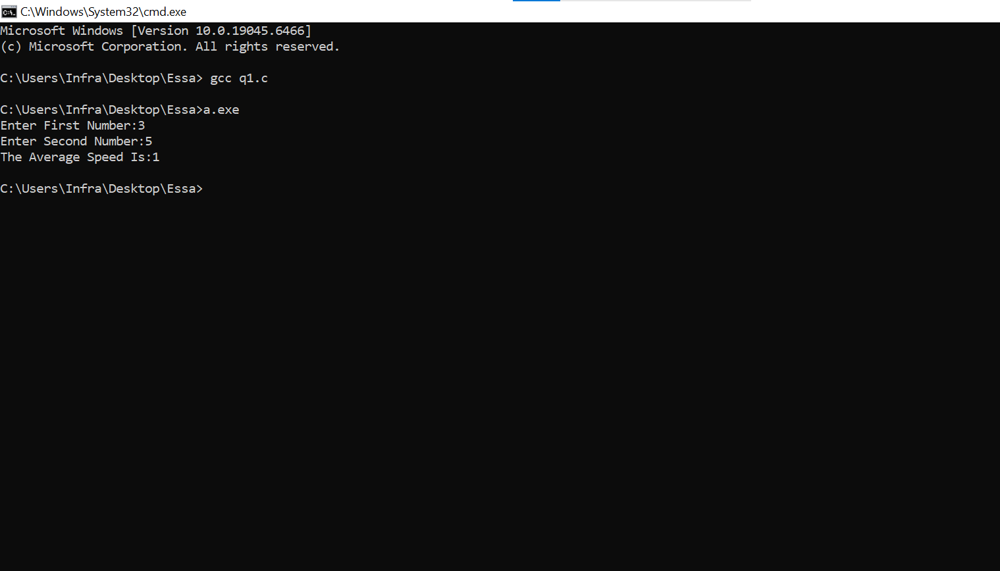 C:\Windows\System32\cmd.exe
Microsoft Windows [Version 10.0.19045.6466]
(c) Microsoft Corporation. All rights reserved.
C:\Users\Infra\Desktop\Essa> gcc q1.c
C:\Users\Infra\Desktop\Essa>a.exe
Enter First Number:3
Enter Second Number:5
The Average Speed Is:1
C:\Users\Infra\Desktop\Essa>